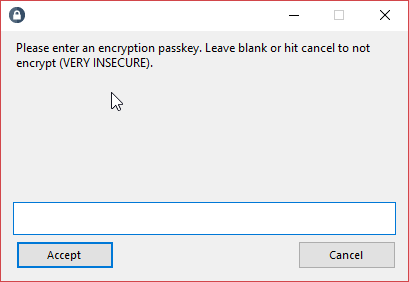 Please enter an encryption passkey. Leave blank or hit cancel to not
encrypt (VERY INSECURE).
Accept
Cancel